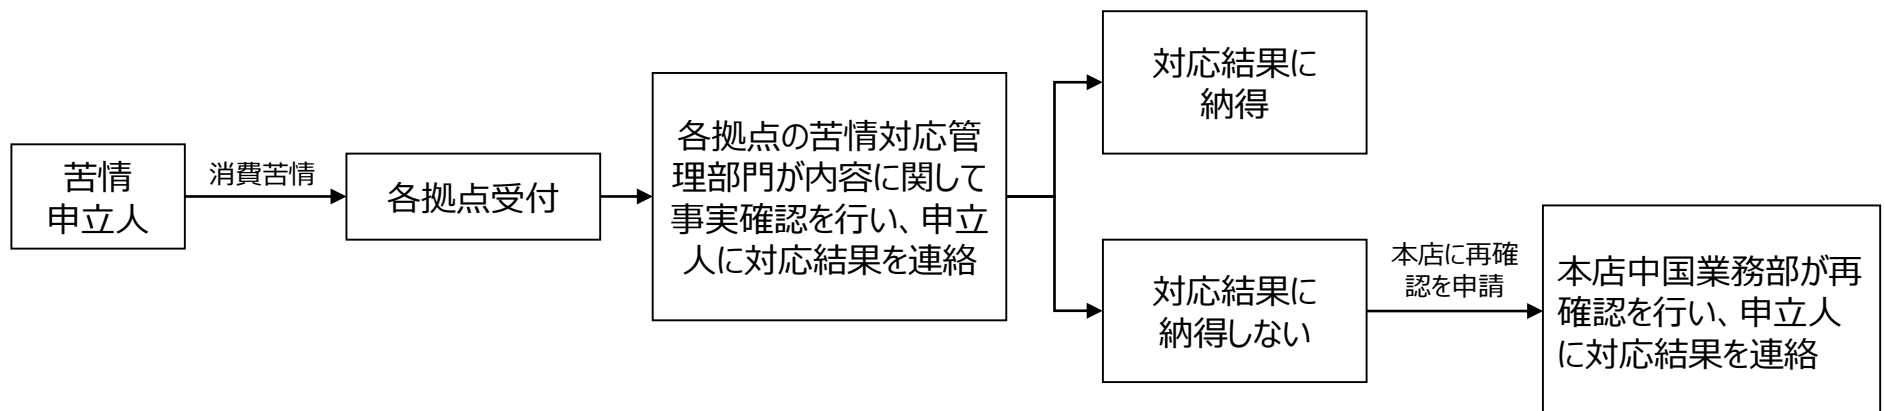 苦情
申立人
消費苦情
各拠点受付
各拠点の苦情対応管
理部門が内容に関して
事実確認を行い、申立
人に対応結果を連絡
対応結果に
納得
対応結果に
納得しない
本店に再確
認を申請
本店中国業務部が再
確認を行い、申立人
に対応結果を連絡